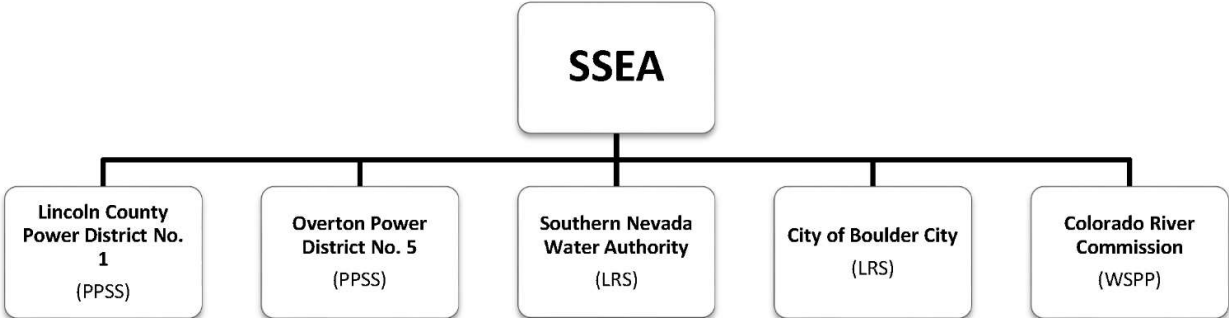 SSEA
Lincoln County
Power District No.
1
(PPSS)
Overton Power
District No. 5
(PPSS)
Southern Nevada
Water Authority
(LRS)
City of Boulder City
(LRS)
Colorado River
Commission
(WSPP)